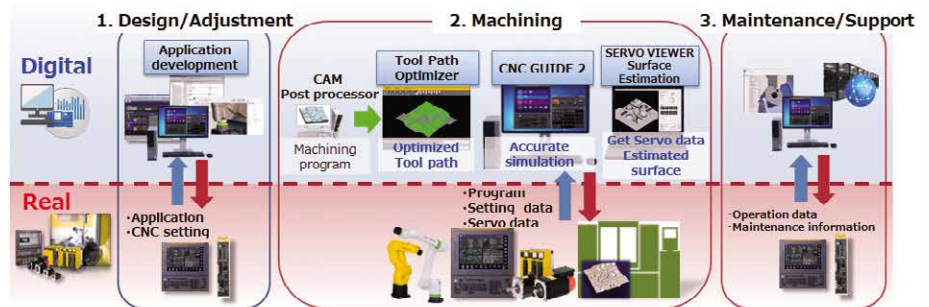 1. Design/Adjustment
2. Machining
3. Maintenance/Support
Digital
Application
development
CAM
Post processor
Machining
program
Tool Path
Optimizer
Optimized
Tool path
CNC GUIDE 2
Accurate
simulation
SERVO VIEWER
Surface
Estimation
Get Servo data
Estimated
surface
Real
・Application
・CNC setting
・Program
・Setting data
・Servo data
・Operation data
・Maintenance information